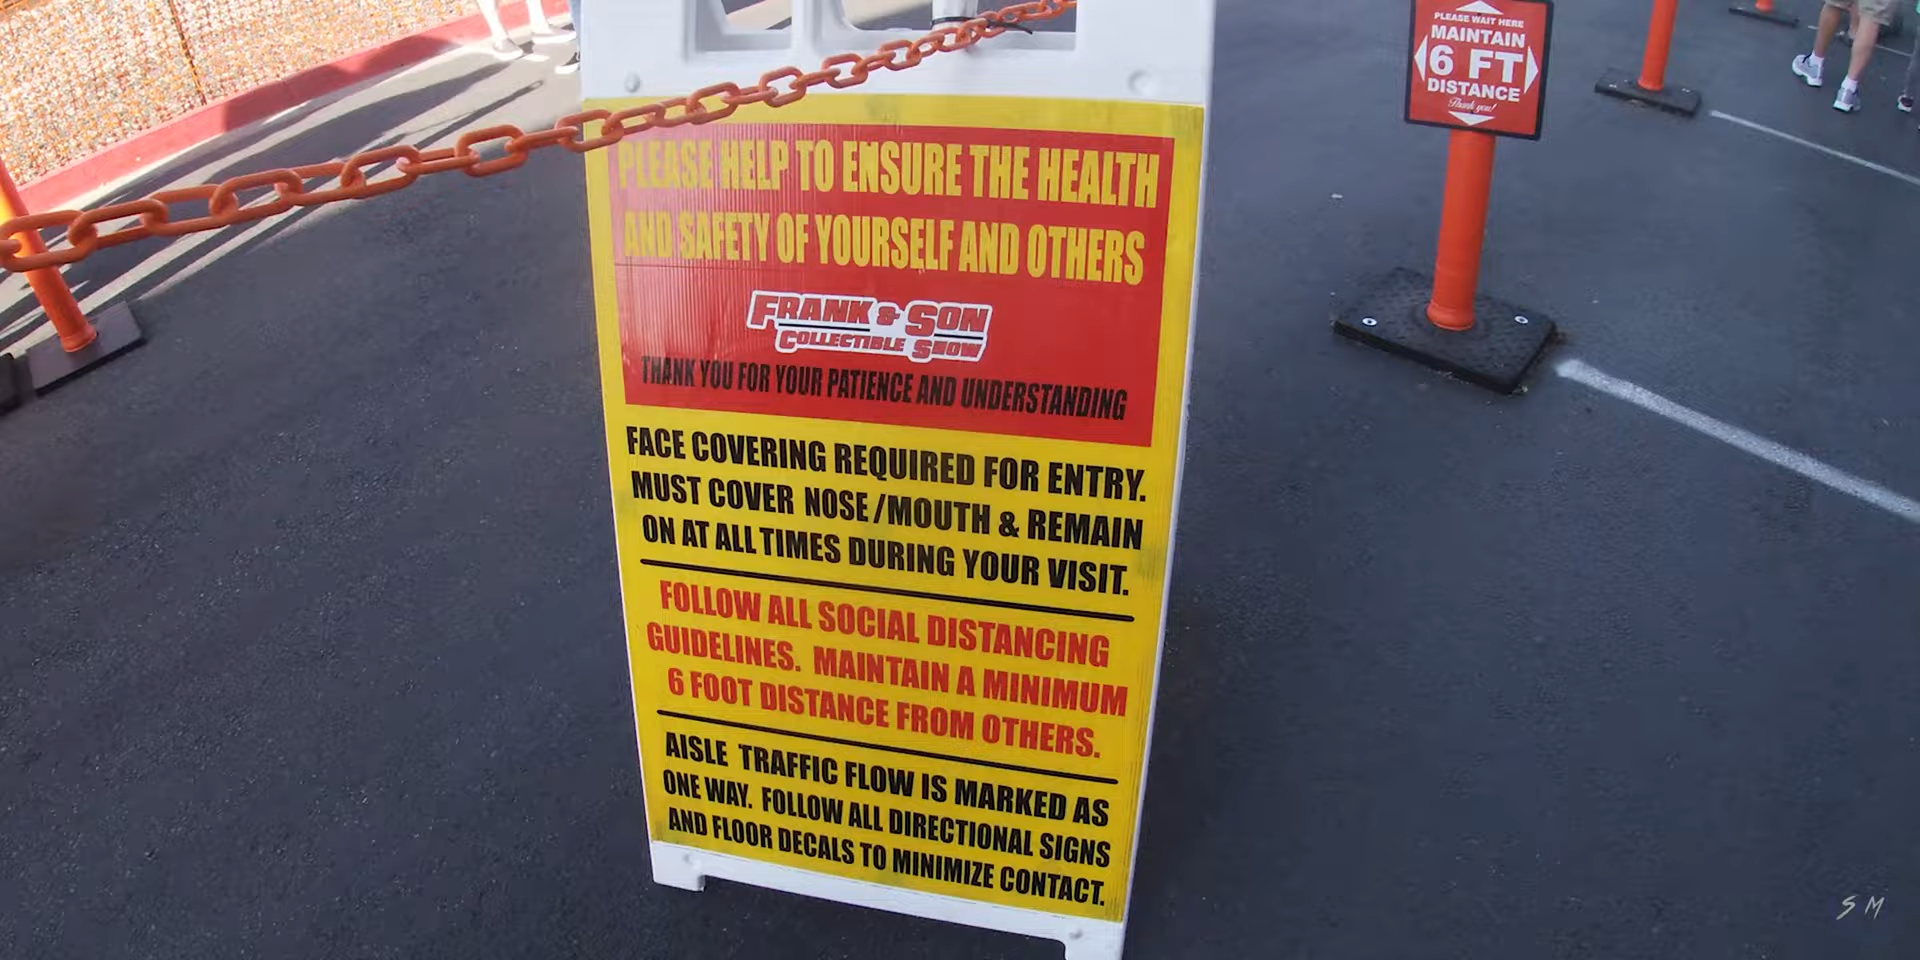 PLEASE HELP TO ENSURE THE HEALTH
AND SAFETY OF YOURSELF AND OTHERS
FRANK & SON
COLLECTIBLE SHOW
THANK YOU FOR YOUR PATIENCE AND UNDERSTANDING
FACE COVERING REQUIRED FOR ENTRY.
MUST COVER NOSE/MOUTH & REMAIN
ON AT ALL TIMES DURING YOUR VISIT.
FOLLOW ALL SOCIAL DISTANCING
GUIDELINES. MAINTAIN A MINIMUM
6 FOOT DISTANCE FROM OTHERS.
AISLE TRAFFIC FLOW IS MARKED AS
ONE WAY. FOLLOW ALL DIRECTIONAL SIGNS
AND FLOOR DECALS TO MINIMIZE CONTACT.
PLEASE WAIT HERE
MAINTAIN
6 FT
DISTANCE
Thank you!
S M